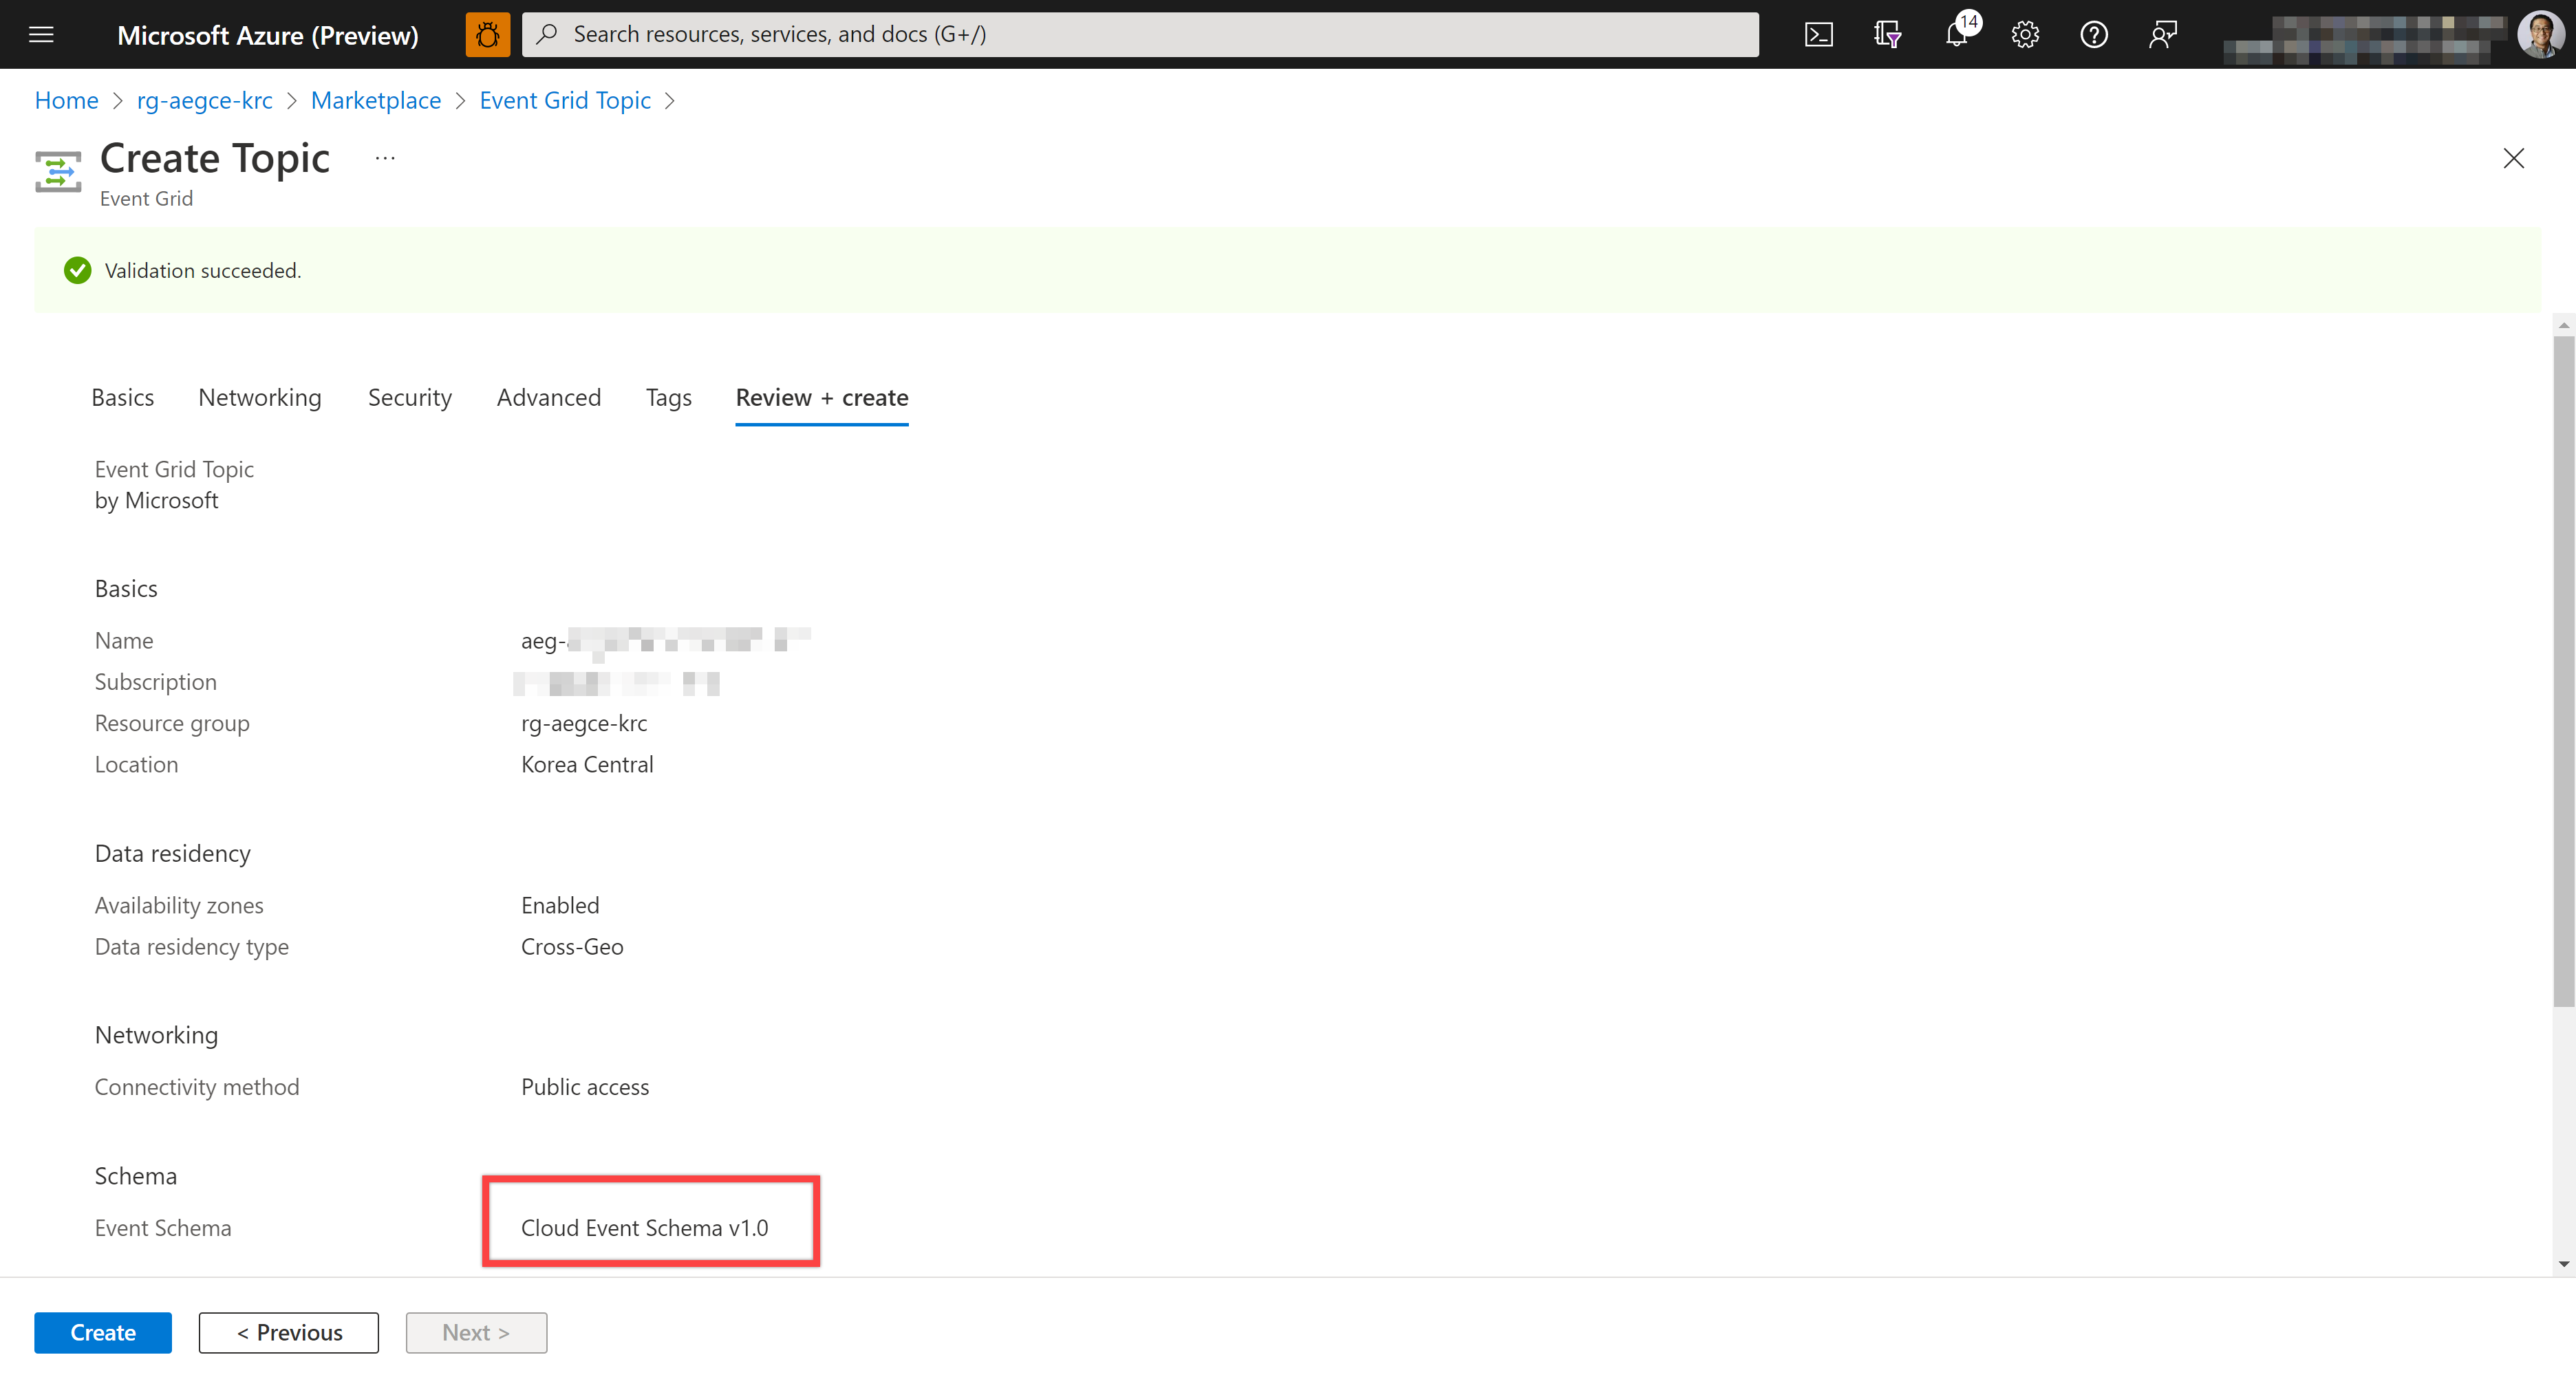 Microsoft Azure (Preview)
Search resources, services, and docs (G+/)
14
Home > rg-aegce-krc > Marketplace > Event Grid Topic >
Create Topic ...
Event Grid
Validation succeeded.
Basics Networking Security Advanced Tags Review + create
Event Grid Topic
by Microsoft
Basics
Name aeg-
Subscription
Resource group rg-aegce-krc
Location Korea Central
Data residency
Availability zones Enabled
Data residency type Cross-Geo
Networking
Connectivity method Public access
Schema
Event Schema Cloud Event Schema v1.0
Create < Previous Next >